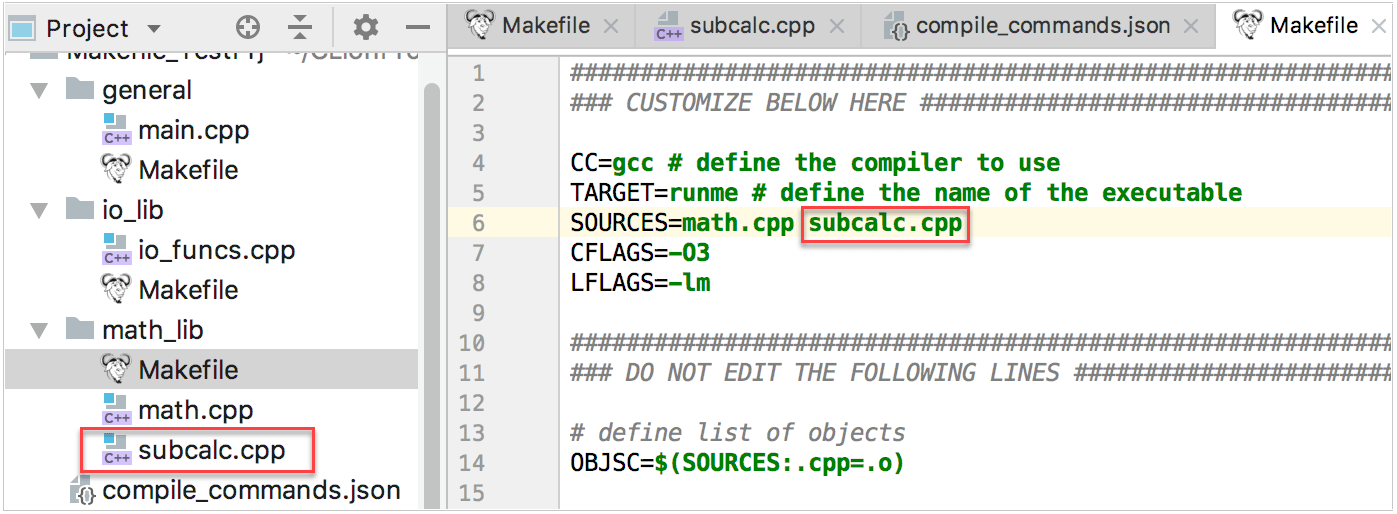 Project
Makefile subcalc.cpp compile_commands.json Makefile
general
main.cpp
Makefile
io_lib
io_funcs.cpp
Makefile
math_lib
Makefile
math.cpp
subcalc.cpp
compile_commands.json
1 ##########################################################
2 ### CUSTOMIZE BELOW HERE #################################
3
4 CC=gcc # define the compiler to use
5 TARGET=runme # define the name of the executable
6 SOURCES=math.cpp subcalc.cpp
7 CFLAGS=-O3
8 LFLAGS=-lm
9
10 ##########################################################
11 ### DO NOT EDIT THE FOLLOWING LINES ######################
12
13 # define list of objects
14 OBJSC=$(SOURCES:.cpp=.o)
15